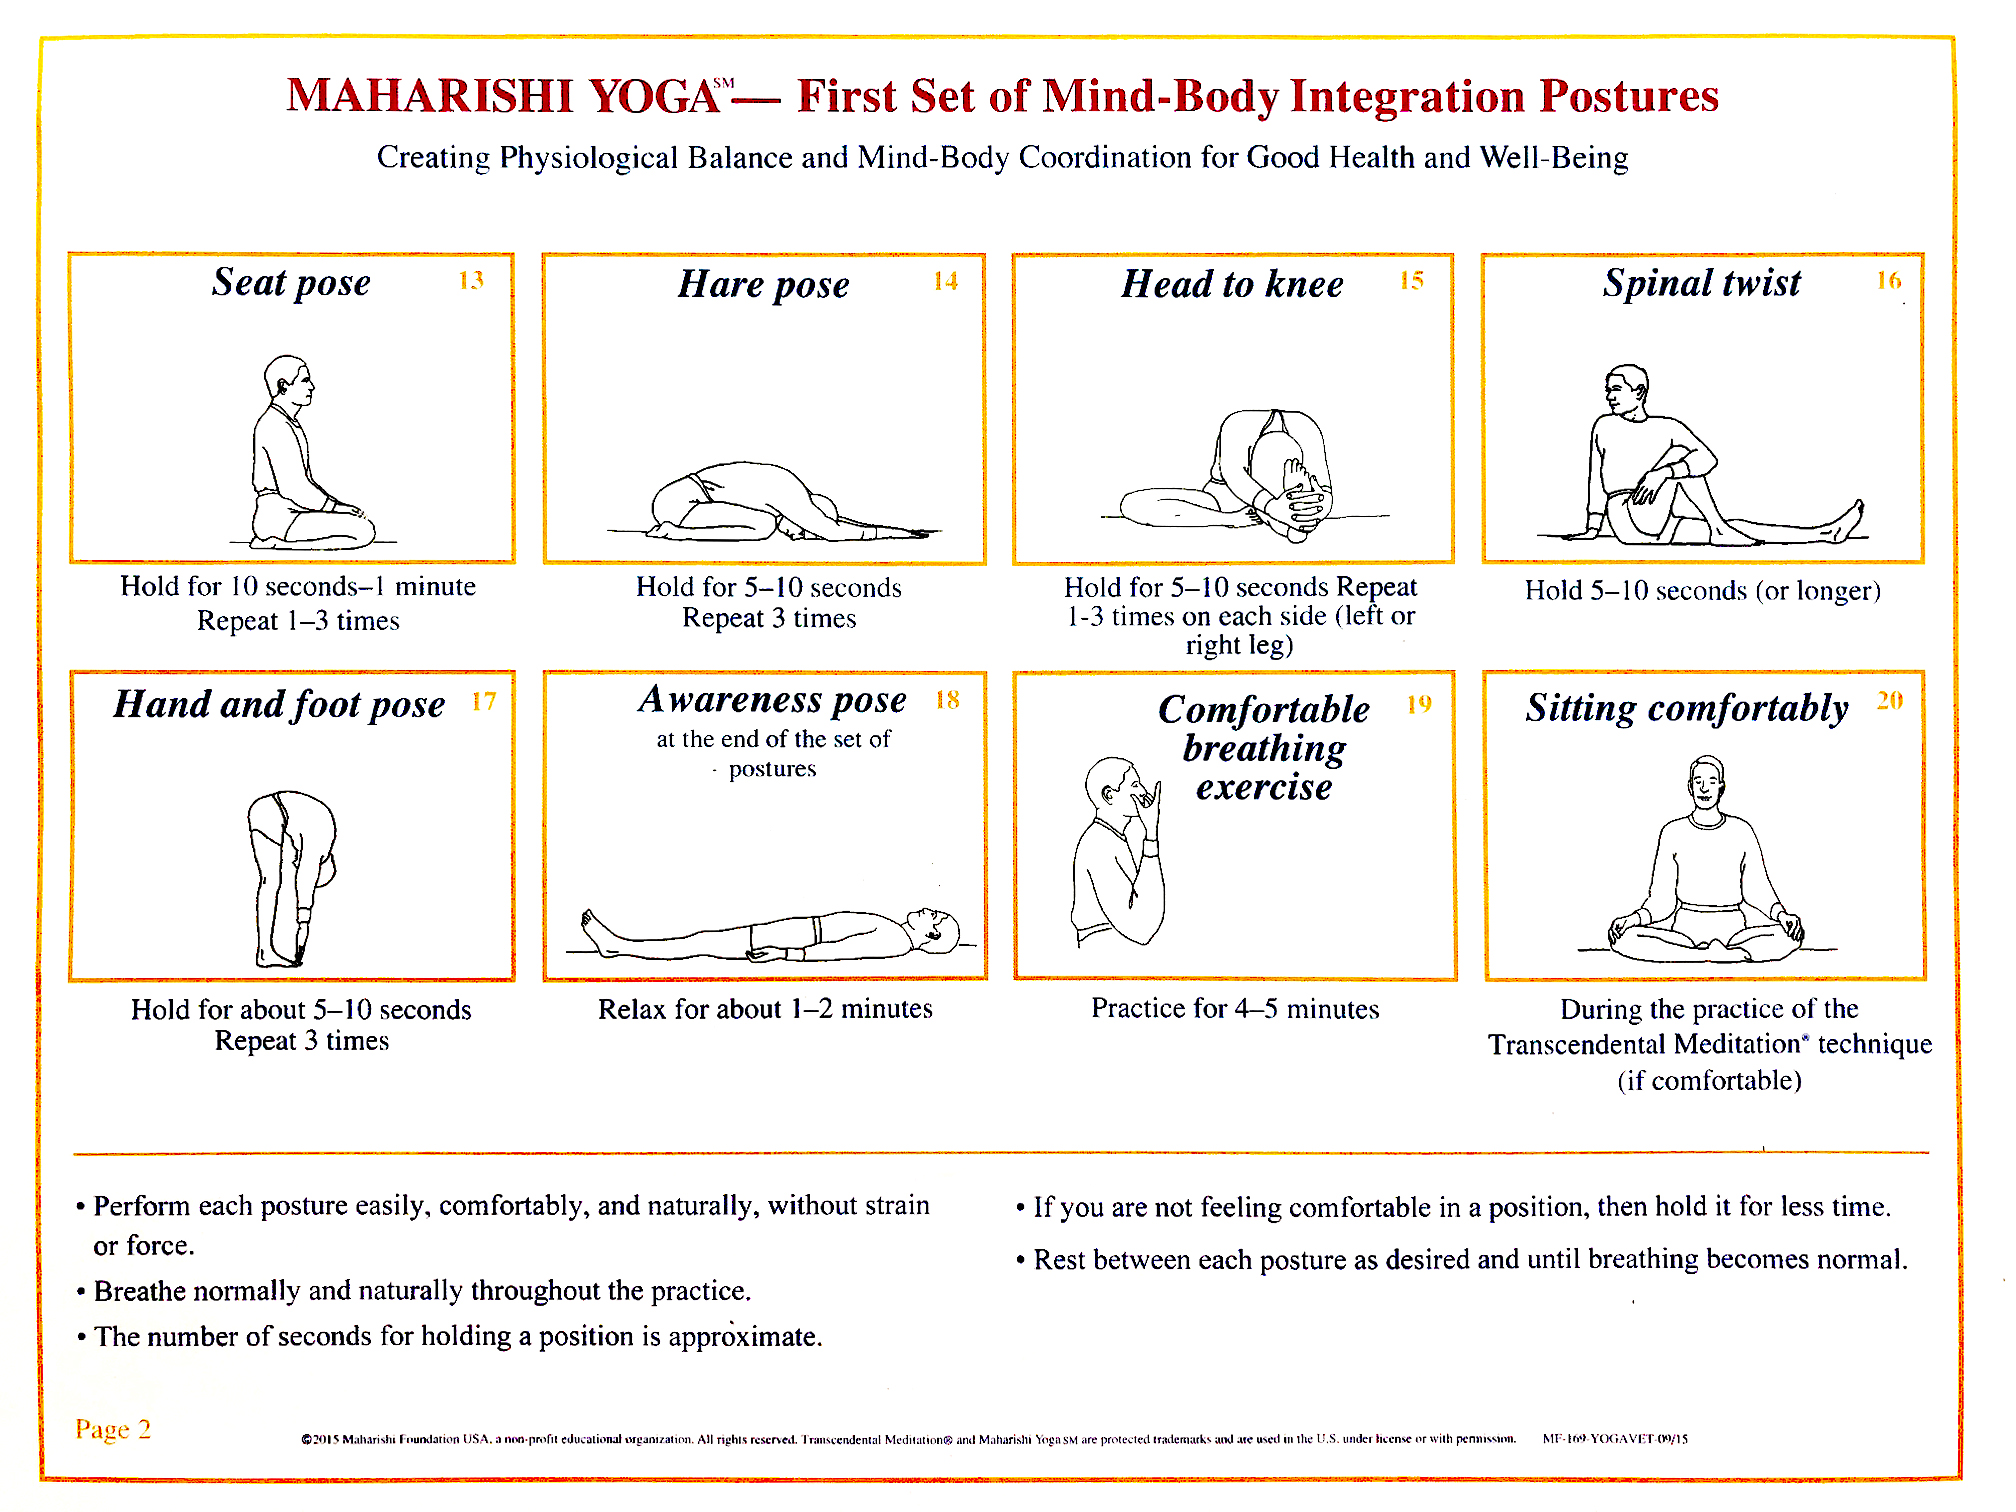 MAHARISHI YOGA℠— First Set of Mind-Body Integration Postures
Creating Physiological Balance and Mind-Body Coordination for Good Health and Well-Being
Seat pose 13
Hold for 10 seconds–1 minute
Repeat 1–3 times
Hare pose 14
Hold for 5–10 seconds
Repeat 3 times
Head to knee 15
Hold for 5–10 seconds Repeat
1-3 times on each side (left or
right leg)
Spinal twist 16
Hold 5–10 seconds (or longer)
Hand and foot pose 17
Hold for about 5–10 seconds
Repeat 3 times
Awareness pose 18
at the end of the set of
postures
Relax for about 1–2 minutes
Comfortable 19
breathing
exercise
Practice for 4–5 minutes
Sitting comfortably 20
During the practice of the
Transcendental Meditation® technique
(if comfortable)
• Perform each posture easily, comfortably, and naturally, without strain
or force.
• Breathe normally and naturally throughout the practice.
• The number of seconds for holding a position is approximate.
• If you are not feeling comfortable in a position, then hold it for less time.
• Rest between each posture as desired and until breathing becomes normal.
Page 2
©2015 Maharishi Foundation USA, a non-profit educational organization. All rights reserved. Transcendental Meditation® and Maharishi Yoga SM are protected trademarks and are used in the U.S. under license or with permission. MF-169-YOGAVET-09/15